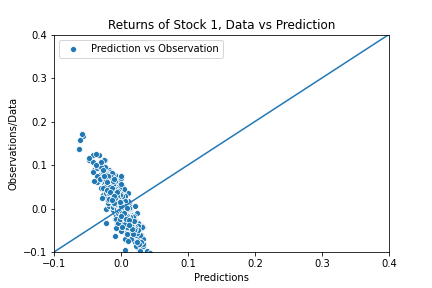 Returns of Stock 1, Data vs Prediction
0.4
Prediction vs Observation
0.3
0.2
0.1
0.0
−0.1
Observations/Data
−0.1 0.0 0.1 0.2 0.3 0.4
Predictions